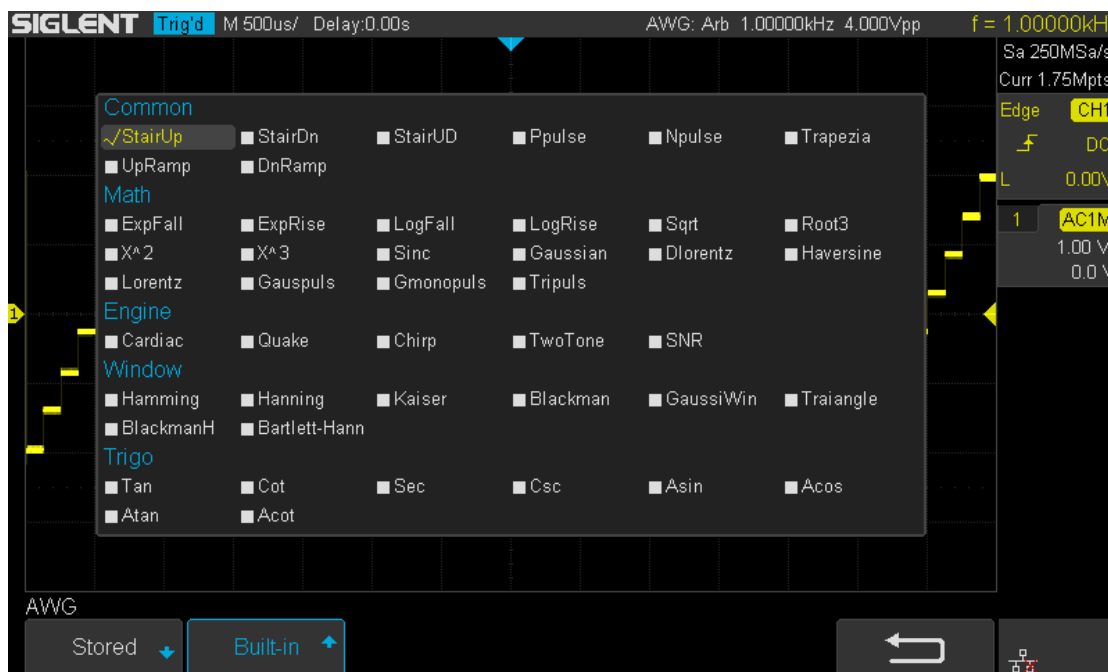 SIGLENT Trig'd M 500us/ Delay:0.00s AWG: Arb 1.00000kHz 4.000Vpp f = 1.00000kH
Sa 250MSa/s
Curr 1.75Mpts
Edge CH1
DC
L 0.00V
1 AC1M
1.00 V
0.0 V
1
Common
StairUp StairDn StairUD Ppulse Npulse Trapezia
UpRamp DnRamp
Math
ExpFall ExpRise LogFall LogRise Sqrt Root3
X^2 X^3 Sinc Gaussian Dlorentz Haversine
Lorentz Gauspuls Gmonopuls Tripuls
Engine
Cardiac Quake Chirp TwoTone SNR
Window
Hamming Hanning Kaiser Blackman GaussiWin Traiangle
BlackmanH Bartlett-Hann
Trigo
Tan Cot Sec Csc Asin Acos
Atan Acot
AWG
Stored Built-in